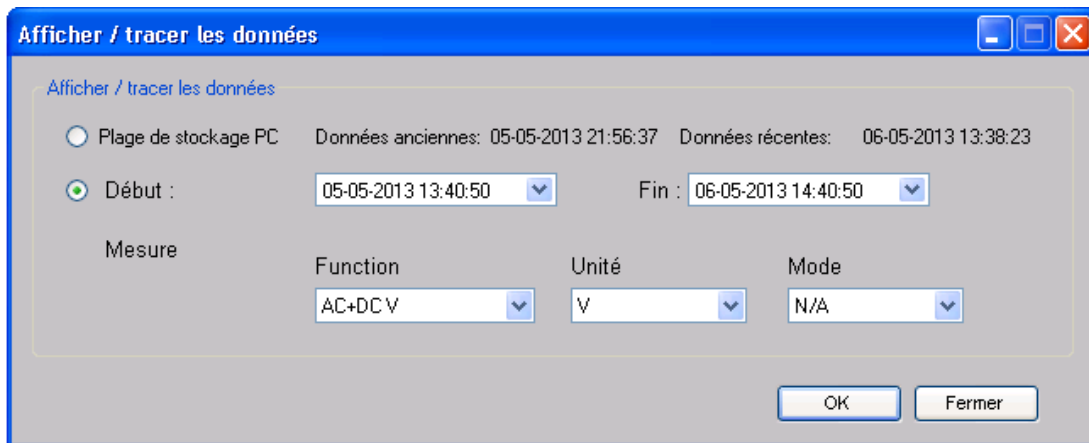 Afficher / tracer les données
Afficher / tracer les données
Plage de stockage PC Données anciennes: 05-05-2013 21:56:37 Données récentes: 06-05-2013 13:38:23
Début : 05-05-2013 13:40:50 Fin : 06-05-2013 14:40:50
Mesure
Function Unité Mode
AC+DC V V N/A
OK Fermer